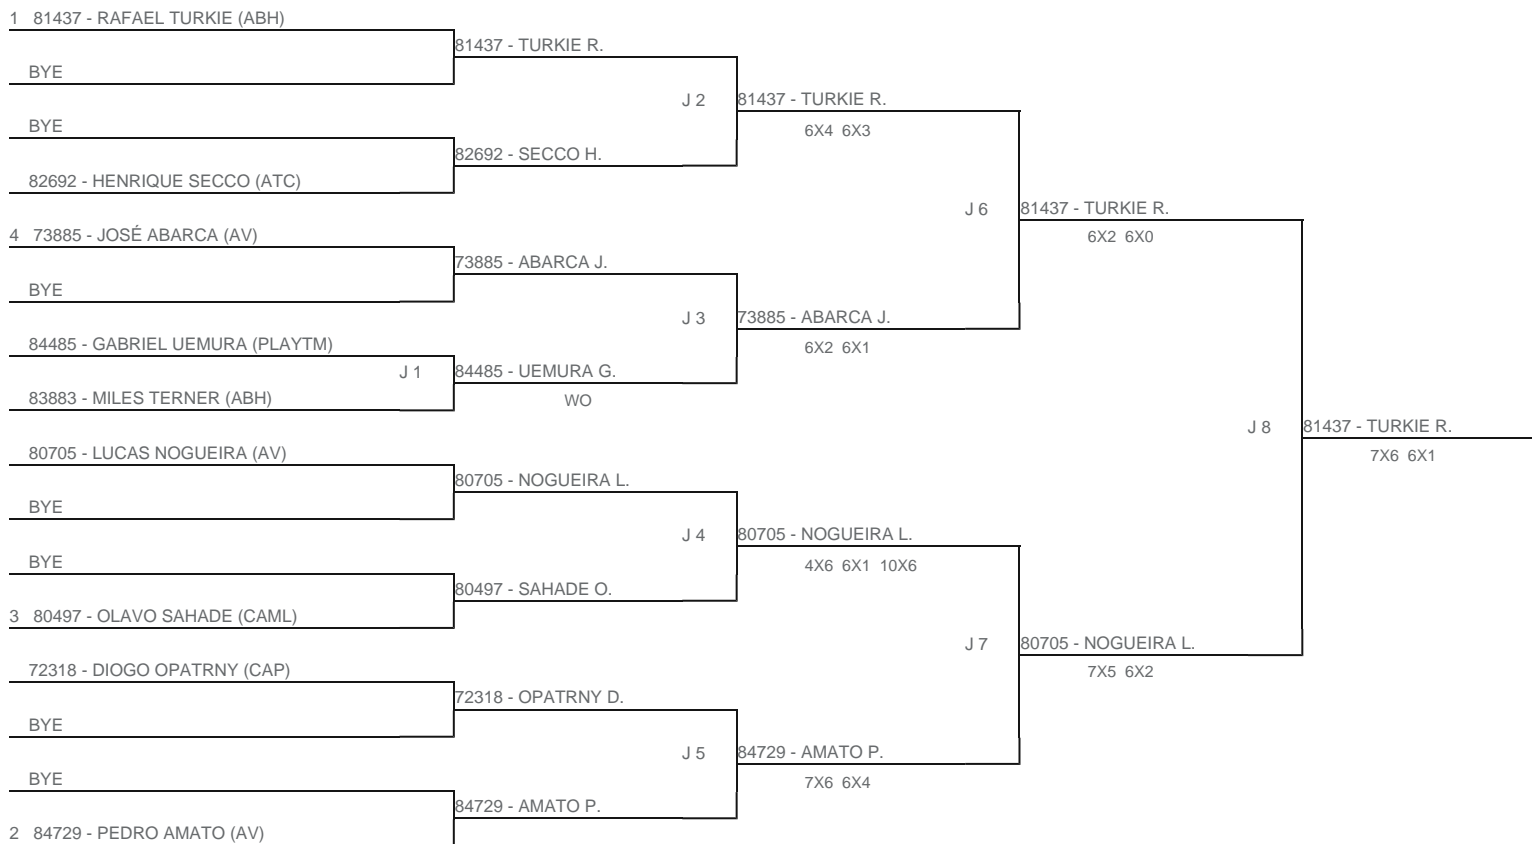 1 81437 - RAFAEL TURKIE (ABH)
81437 - TURKIE R.
BYE
J 2 81437 - TURKIE R.
6X4 6X3
BYE
82692 - SECCO H.
82692 - HENRIQUE SECCO (ATC)
J 6 81437 - TURKIE R.
6X2 6X0
4 73885 - JOSÉ ABARCA (AV)
73885 - ABARCA J.
BYE
J 3 73885 - ABARCA J.
6X2 6X1
84485 - GABRIEL UEMURA (PLAYTM)
J 1 84485 - UEMURA G.
WO
83883 - MILES TERNER (ABH)
J 8 81437 - TURKIE R.
7X6 6X1
80705 - LUCAS NOGUEIRA (AV)
80705 - NOGUEIRA L.
BYE
J 4 80705 - NOGUEIRA L.
4X6 6X1 10X6
BYE
80497 - SAHADE O.
3 80497 - OLAVO SAHADE (CAML)
J 7 80705 - NOGUEIRA L.
7X5 6X2
72318 - DIOGO OPATRNY (CAP)
72318 - OPATRNY D.
BYE
J 5 84729 - AMATO P.
7X6 6X4
BYE
84729 - AMATO P.
2 84729 - PEDRO AMATO (AV)